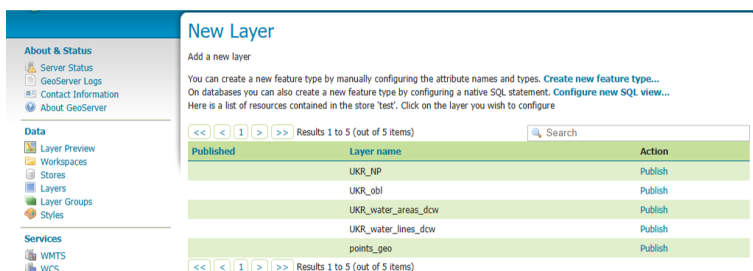 New Layer
Add a new layer
You can create a new feature type by manually configuring the attribute names and types. Create new feature type...
On databases you can also create a new feature type by configuring a native SQL statement. Configure new SQL view...
Here is a list of resources contained in the store 'test'. Click on the layer you wish to configure
<< < 1 > >> Results 1 to 5 (out of 5 items) Search
Published Layer name Action
UKR_NP Publish
UKR_obl Publish
UKR_water_areas_dcw Publish
UKR_water_lines_dcw Publish
points_geo Publish
<< < 1 > >> Results 1 to 5 (out of 5 items)
About & Status
Server Status
GeoServer Logs
Contact Information
About GeoServer
Data
Layer Preview
Workspaces
Stores
Layers
Layer Groups
Styles
Services
WMTS
WCS